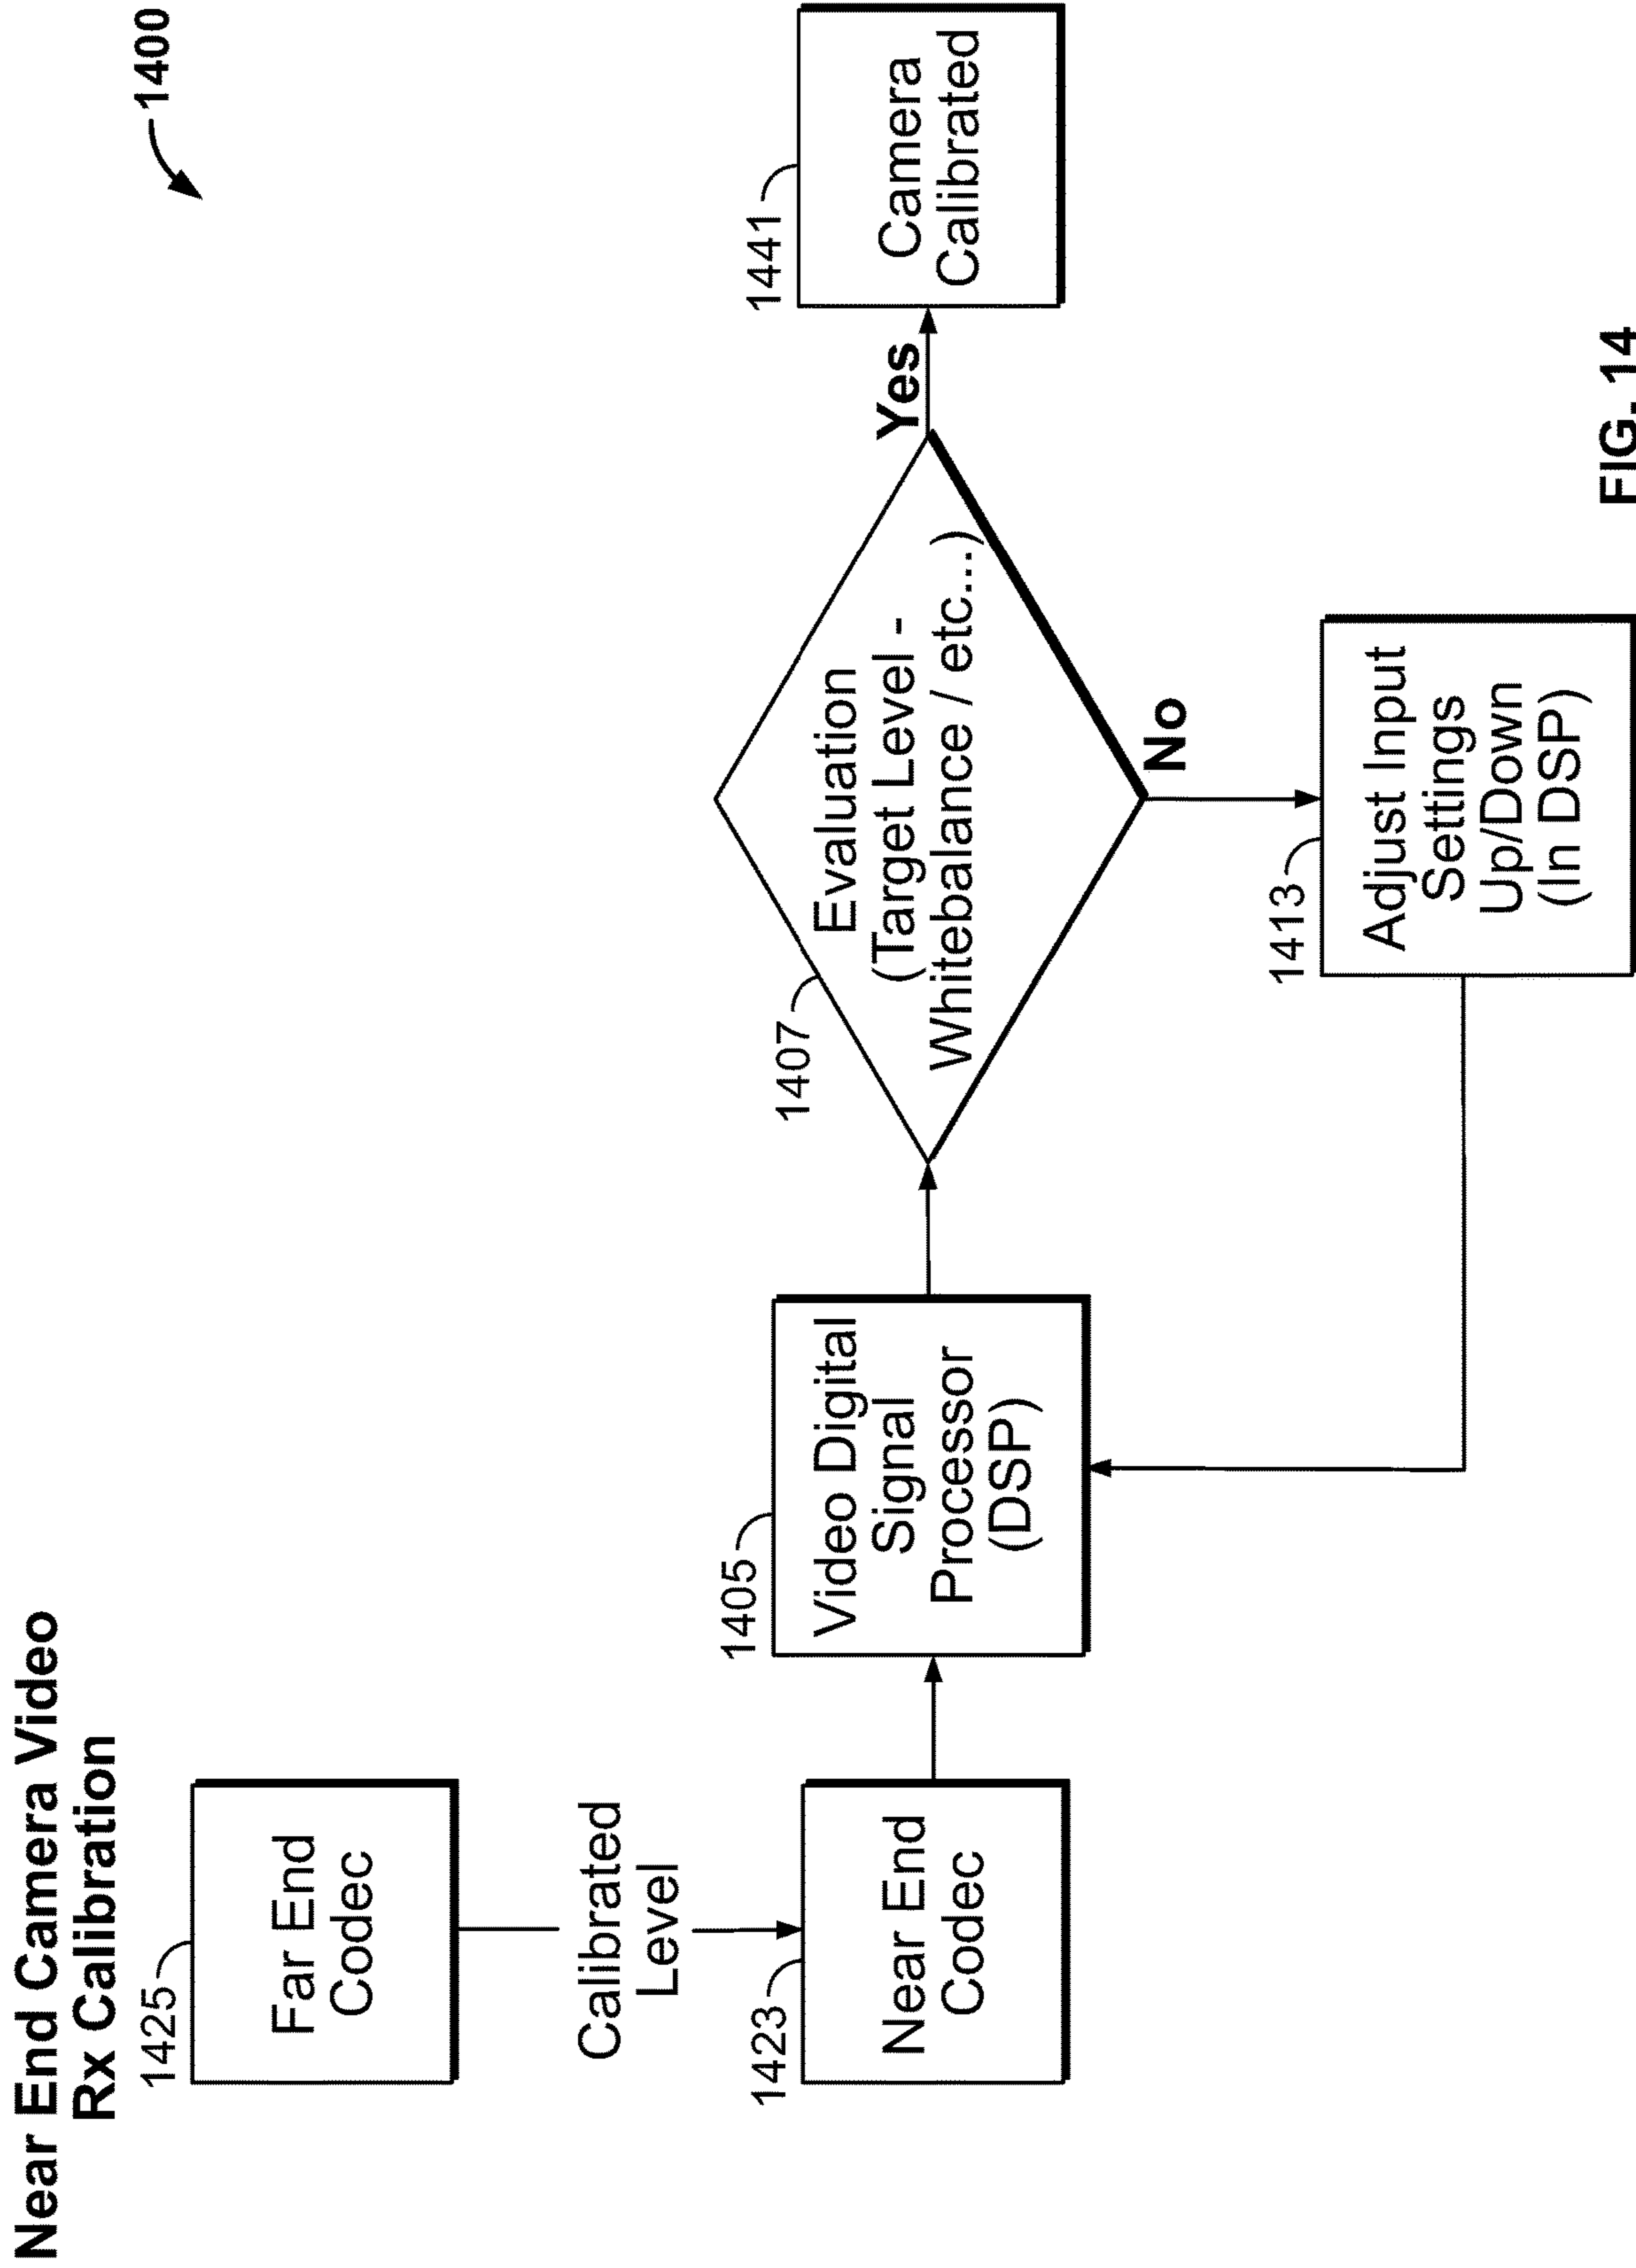 Near End Camera Video
Rx Calibration
1400
1425
Far End
Codec
Calibrated
Level
1423
Near End
Codec
1405
Video Digital
Signal
Processor
(DSP)
1407
Evaluation
(Target Level -
Whitebalance / etc...)
Yes
1441
Camera
Calibrated
No
1413
Adjust Input
Settings
Up/Down
(In DSP)
FIG. 14